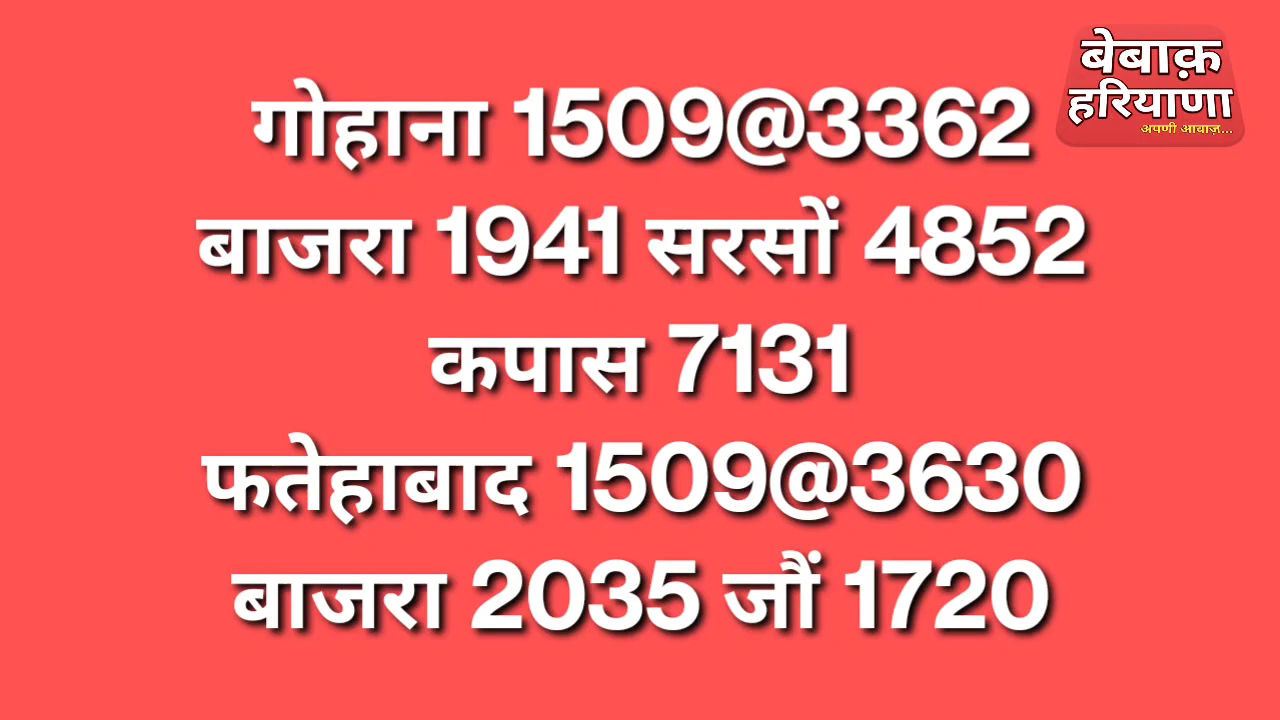 बेबाक़
हरियाणा
अपणी आवाज़...
गोहाना 1509@3362
बाजरा 1941 सरसों 4852
कपास 7131
फतेहाबाद 1509@3630
बाजरा 2035 जौं 1720